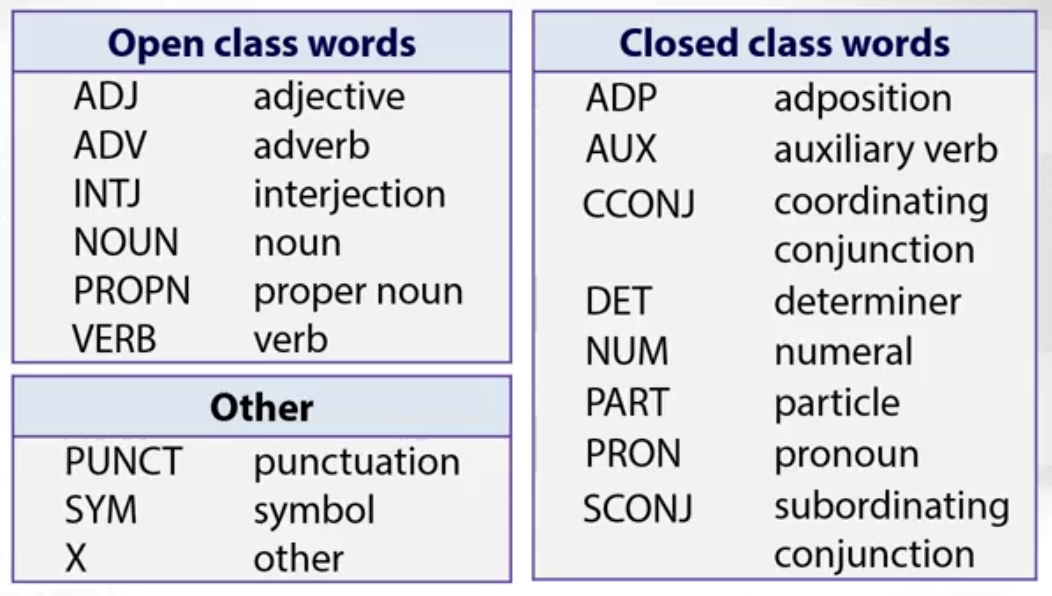 Open class words
ADJ adjective
ADV adverb
INTJ interjection
NOUN noun
PROPN proper noun
VERB verb
Other
PUNCT punctuation
SYM symbol
X other
Closed class words
ADP adposition
AUX auxiliary verb
CCONJ coordinating
conjunction
DET determiner
NUM numeral
PART particle
PRON pronoun
SCONJ subordinating
conjunction